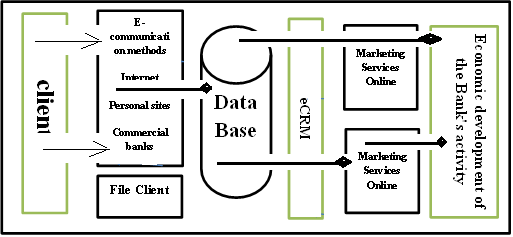 client
E-
communicati
on methods
Internet
Personal sites
Commercial
banks
File Client
Data
Base
eCRM
Marketing
Services
Online
Marketing
Services
Online
Economic development of
the Bank's activity